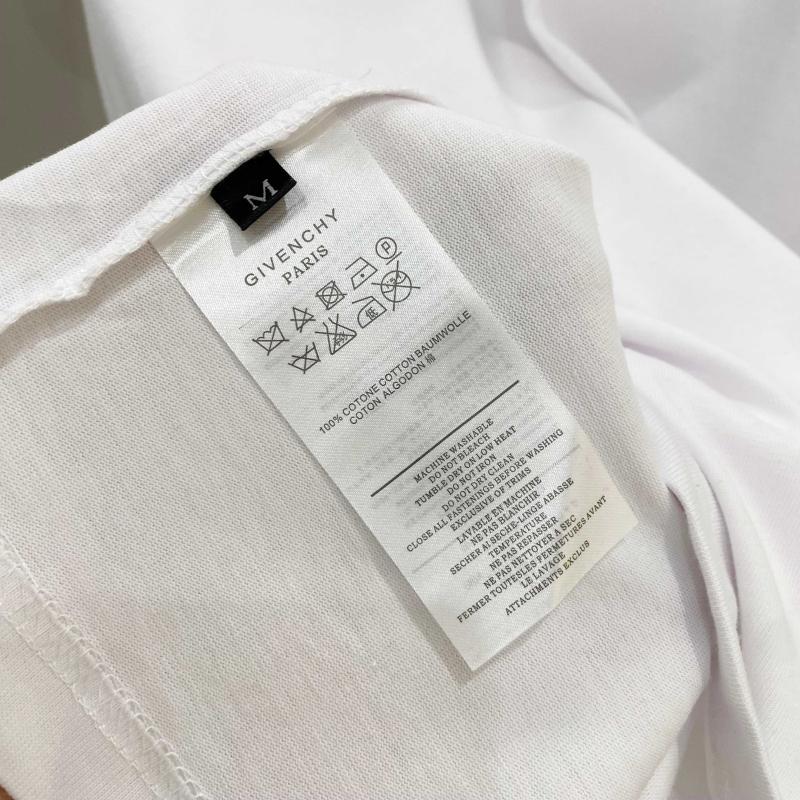 M
GIVENCHY
PARIS
P
低
100% COTONE COTTON BAUMWOLLE
COTON ALGODON 棉
MACHINE WASHABLE
DO NOT BLEACH
TUMBLE DRY ON LOW HEAT
DO NOT IRON
DO NOT DRY CLEAN
CLOSE ALL FASTENINGS BEFORE WASHING
EXCLUSIVE OF TRIMS
LAVABLE EN MACHINE
NE PAS BLANCHIR
SECHER AI SECHE-LINGE ABASSE
TEMPERATURE
NE PAS REPASSER
NE PAS NETTOYER A SEC
FERMER TOUTESLES FERMETURES AVANT
LE LAVAGE
ATTACHMENTS EXCLUS